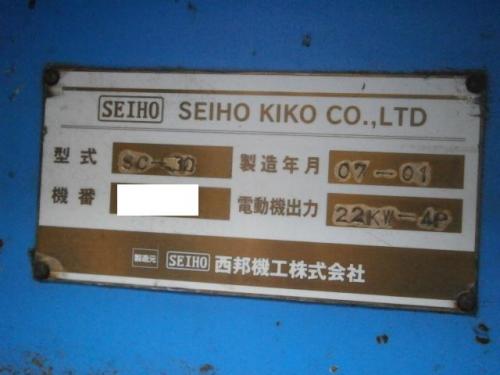 SEIHO SEIHO KIKO CO.,LTD
型式 SC-30 製造年月 07-01
機番 電動機出力 22KW-4P
製造元 SEIHO 西邦機工株式会社